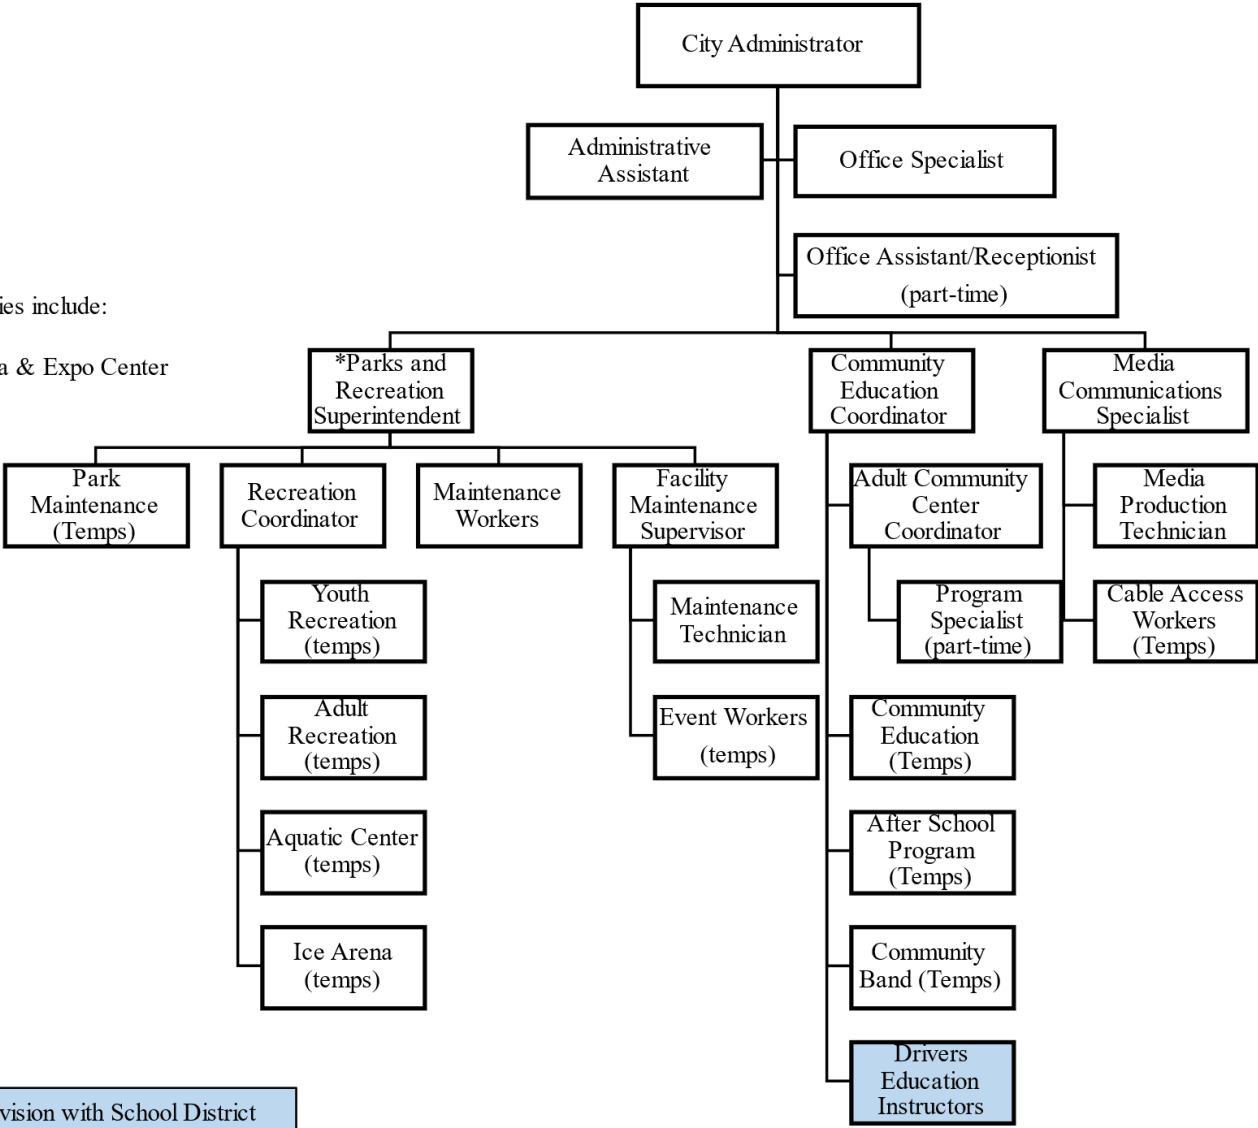 City Administrator
Administrative
Assistant
Office Specialist
Office Assistant/Receptionist
(part-time)
include:
& Expo Center
*Parks and
Recreation
Superintendent
Community
Education
Coordinator
Media
Communications
Specialist
Park
Maintenance
(Temps)
Recreation
Coordinator
Maintenance
Workers
Facility
Maintenance
Supervisor
Adult Community
Center
Coordinator
Media
Production
Technician
Youth
Recreation
(temps)
Maintenance
Technician
Program
Specialist
(part-time)
Cable Access
Workers
(Temps)
Adult
Recreation
(temps)
Event Workers
(temps)
Community
Education
(Temps)
Aquatic Center
(temps)
After School
Program
(Temps)
Ice Arena
(temps)
Community
Band (Temps)
Drivers
Education
Instructors
with School District